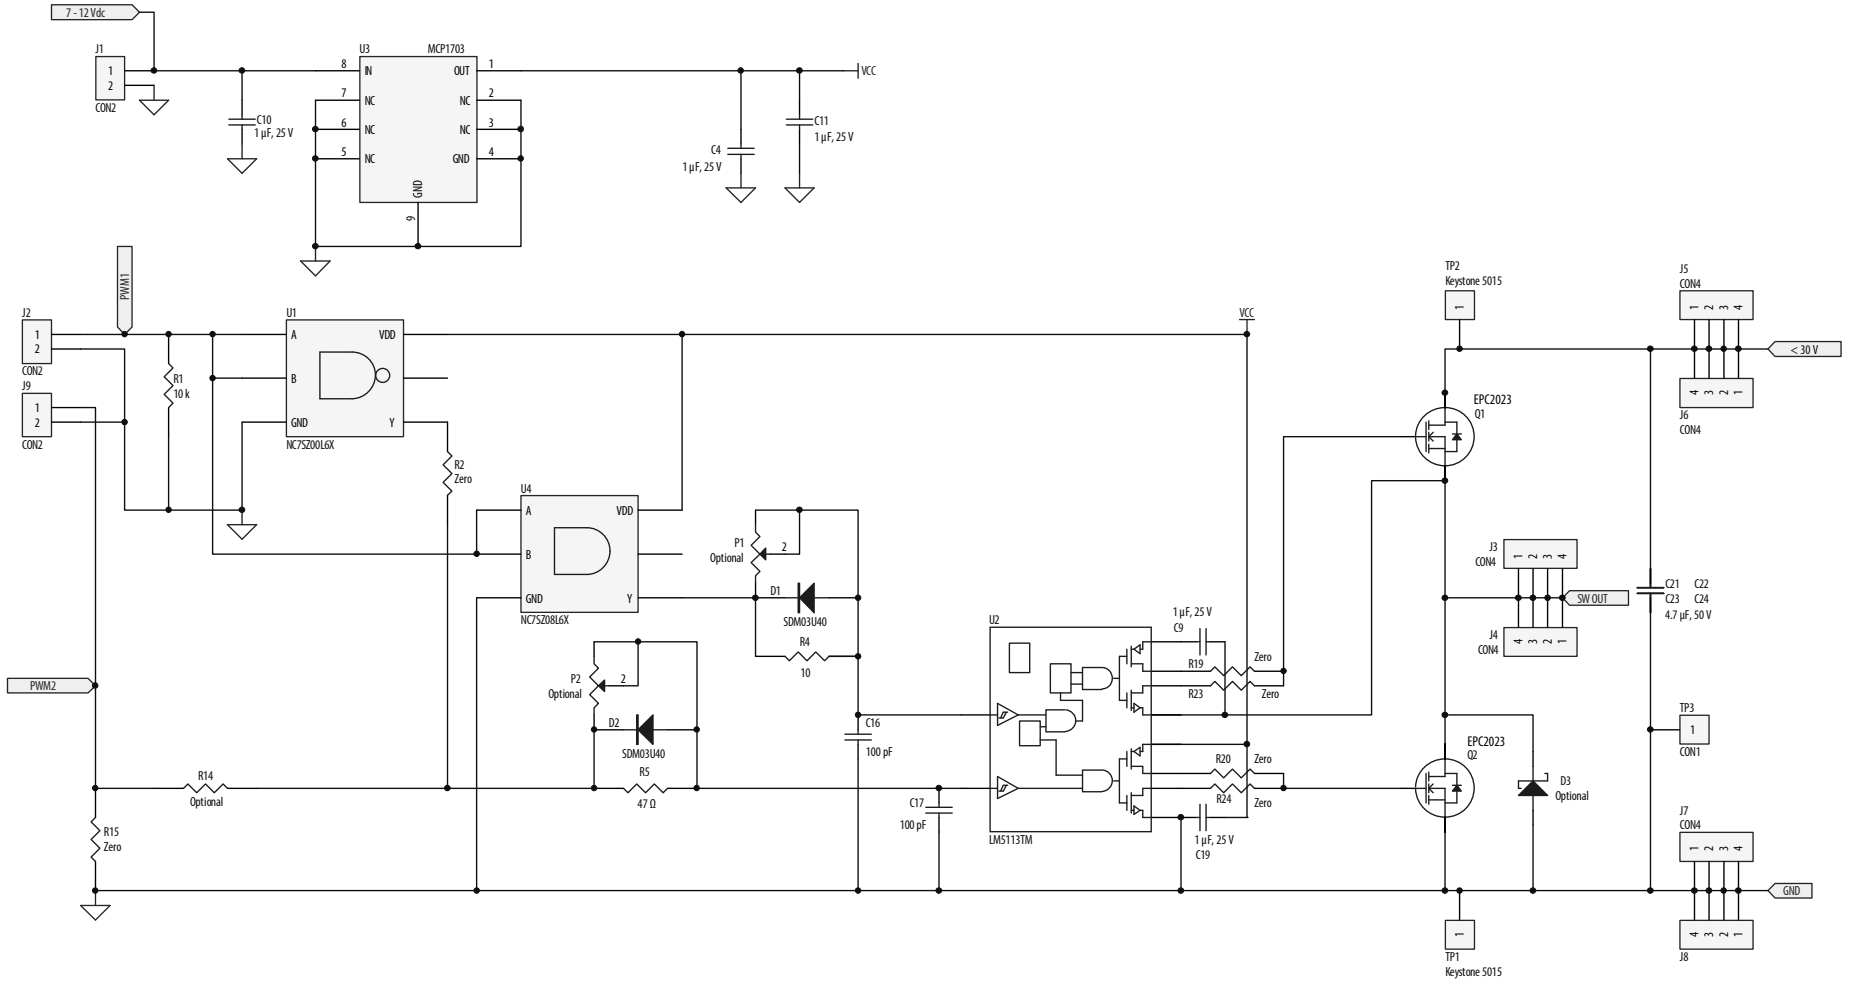 7 - 12 Vdc
J1
1
2
CON2
C10
1 µF, 25 V
U3
MCP1703
8
IN
OUT
1
7
NC
NC
2
6
NC
NC
3
5
NC
GND
4
GND
9
C4
1 µF, 25 V
C11
1 µF, 25 V
VCC
PWM1
J2
1
2
CON2
J9
1
2
CON2
R1
10 k
U1
A
VDD
B
GND
Y
NC7SZ00L6X
R2
Zero
U4
A
VDD
B
GND
Y
NC7SZ08L6X
P1
Optional
2
D1
SDM03U40
R4
10
P2
Optional
2
D2
SDM03U40
R5
47 Ω
PWM2
R14
Optional
R15
Zero
C16
100 pF
C17
100 pF
VCC
U2
LM5113TM
1 µF, 25 V
C9
R19
Zero
R23
Zero
R20
Zero
R24
Zero
1 µF, 25 V
C19
TP2
Keystone 5015
1
EPC2023
Q1
J5
CON4
1 2 3 4
4 3 2 1
J6
CON4
< 30 V
J3
CON4
1 2 3 4
SW OUT
J4
CON4
4 3 2 1
C21 C22
C23 C24
4.7 µF, 50 V
TP3
1
CON1
EPC2023
Q2
D3
Optional
J7
CON4
1 2 3 4
GND
4 3 2 1
J8
1
TP1
Keystone 5015